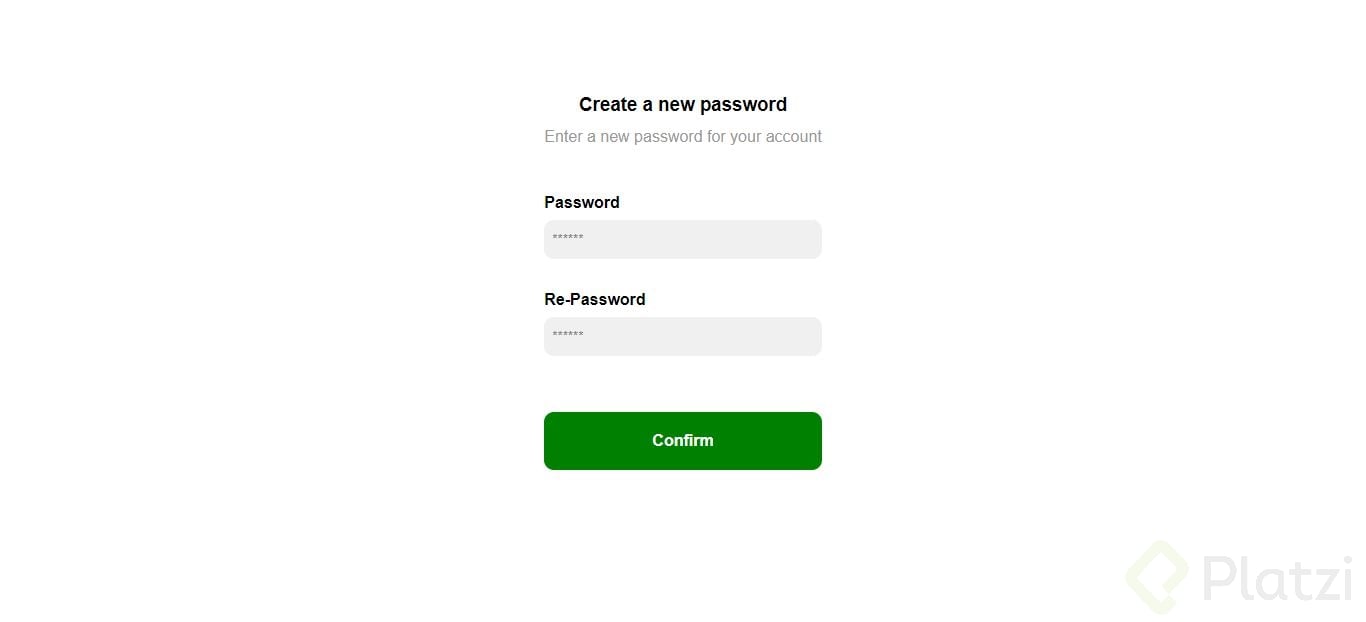 Create a new password
Enter a new password for your account
Password
******
Re-Password
******
Confirm
Platzi